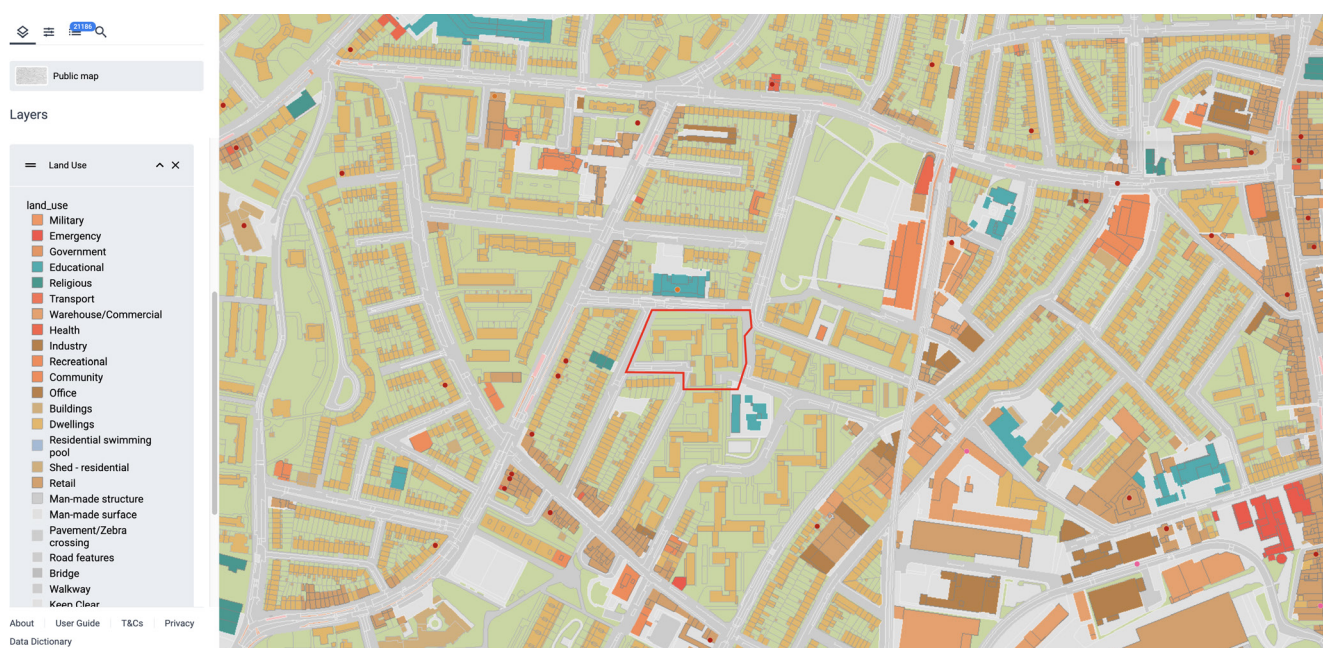 21186
Public map
Layers
Land Use
land_use
Military
Emergency
Government
Educational
Religious
Transport
Warehouse/Commercial
Health
Industry
Recreational
Community
Office
Buildings
Dwellings
Residential swimming
pool
Shed - residential
Retail
Man-made structure
Man-made surface
Pavement/Zebra
crossing
Road features
Bridge
Walkway
Keep Clear
About User Guide T&Cs Privacy
Data Dictionary